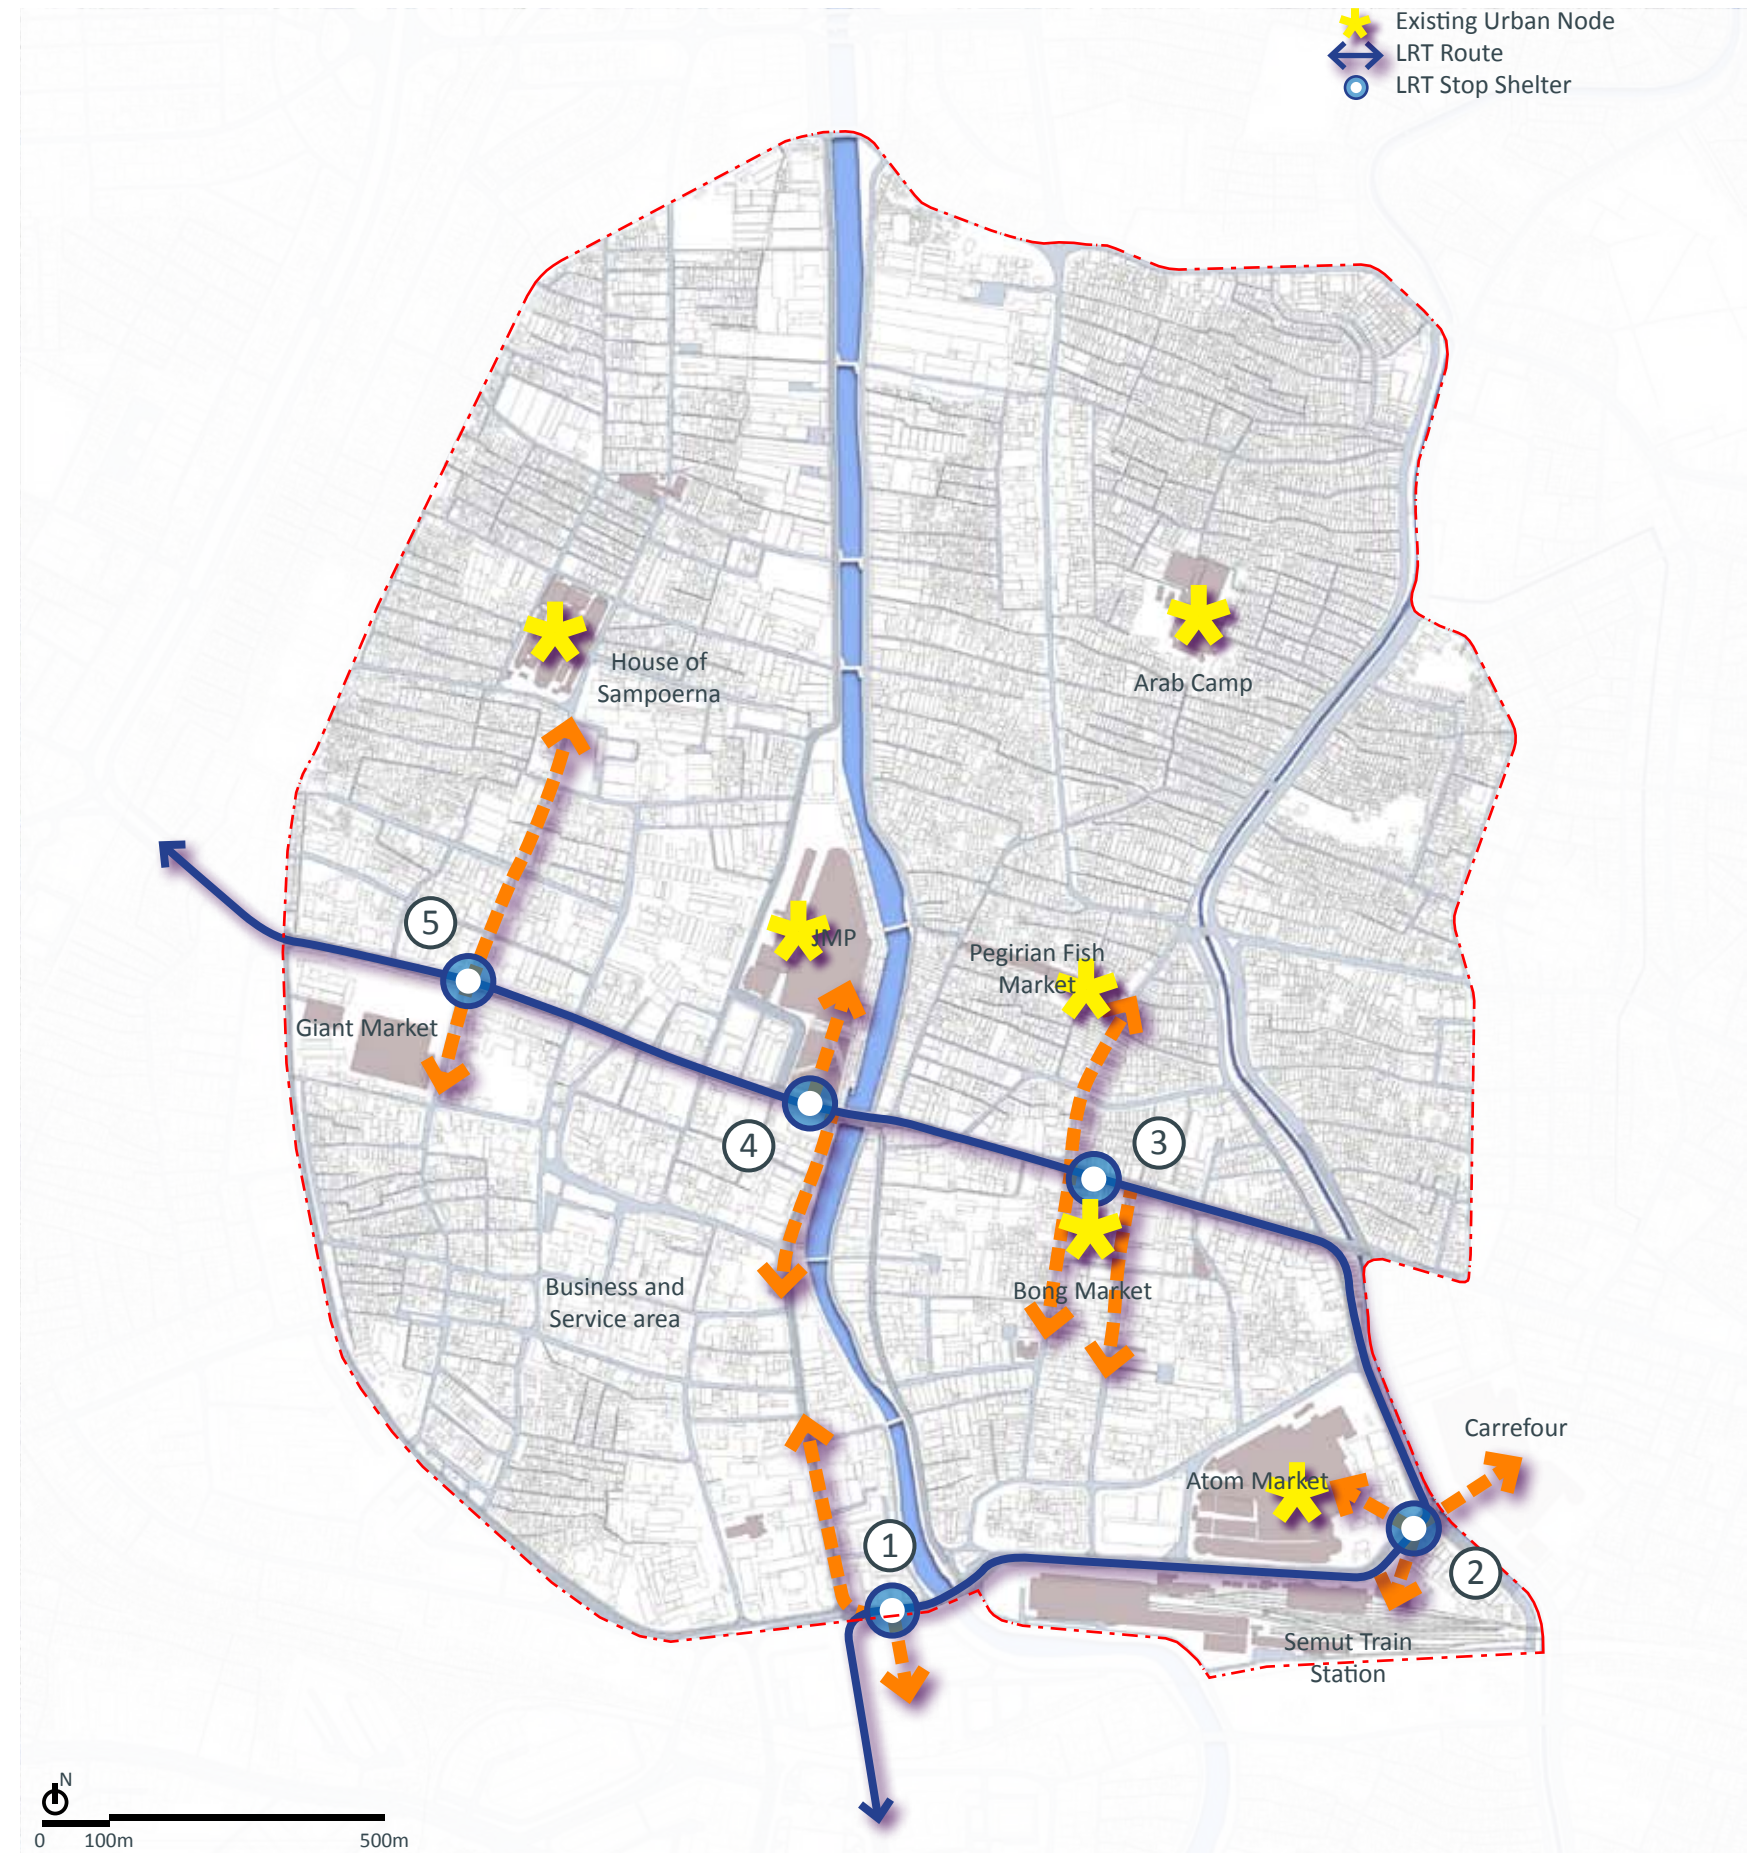 Existing Urban Node
LRT Route
LRT Stop Shelter
House of
Sampoerna
Arab Camp
5
JMP
Pegirian Fish
Market
Giant Market
4
3
Business and
Service area
Bong Market
Carrefour
Atom Market
1
2
Semut Train
Station
N
0 100m 500m